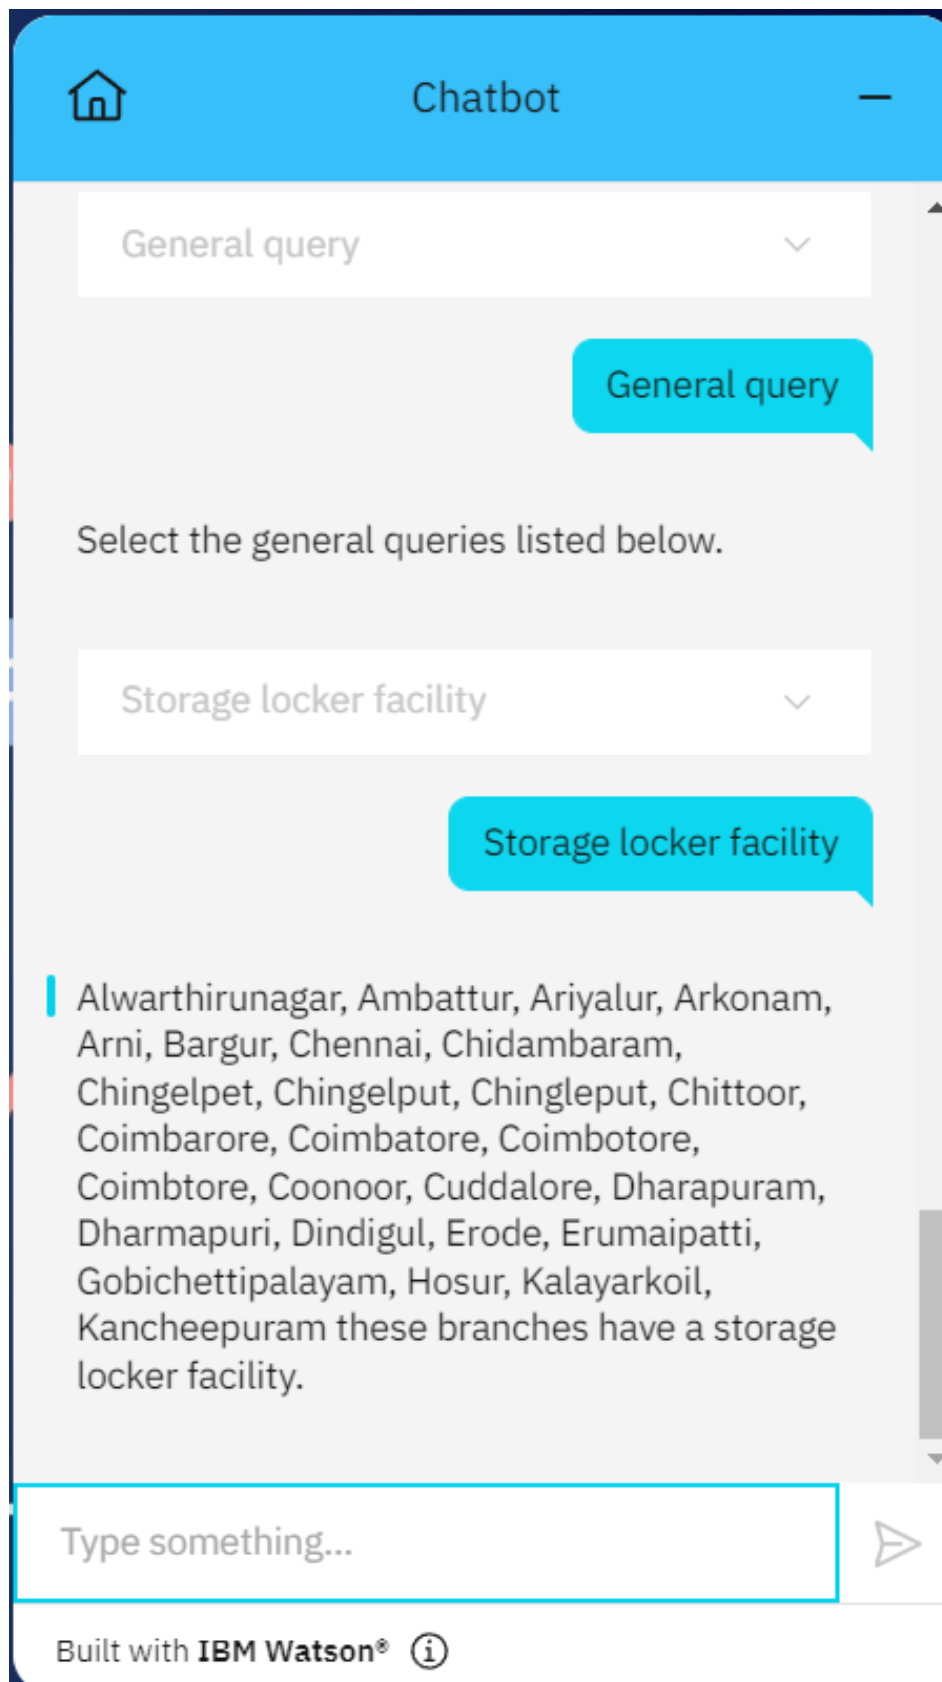 Chatbot
General query
General query
Select the general queries listed below.
Storage locker facility
Storage locker facility
Alwarthirunagar, Ambattur, Ariyalur, Arkonam,
Arni, Bargur, Chennai, Chidambaram,
Chingelpet, Chingelput, Chingleput, Chittoor,
Coimbarore, Coimbatore, Coimbotore,
Coimbtore, Coonoor, Cuddalore, Dharapuram,
Dharmapuri, Dindigul, Erode, Erumaipatti,
Gobichettipalayam, Hosur, Kalayarkoil,
Kancheepuram these branches have a storage
locker facility.
Type something...
Built with IBM Watson®